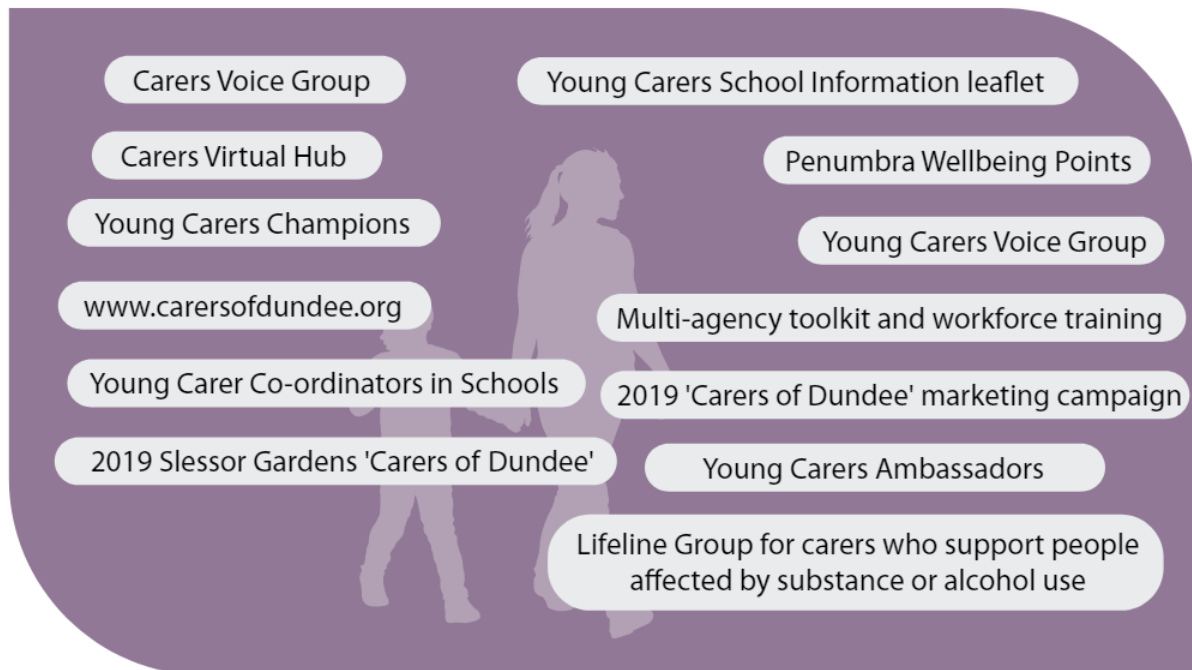 Carers Voice Group
Young Carers School Information leaflet
Carers Virtual Hub
Penumbra Wellbeing Points
Young Carers Champions
Young Carers Voice Group
www.carersofdundee.org
Multi-agency toolkit and workforce training
Young Carer Co-ordinators in Schools
2019 'Carers of Dundee' marketing campaign
2019 Slessor Gardens 'Carers of Dundee'
Young Carers Ambassadors
Lifeline Group for carers who support people
affected by substance or alcohol use